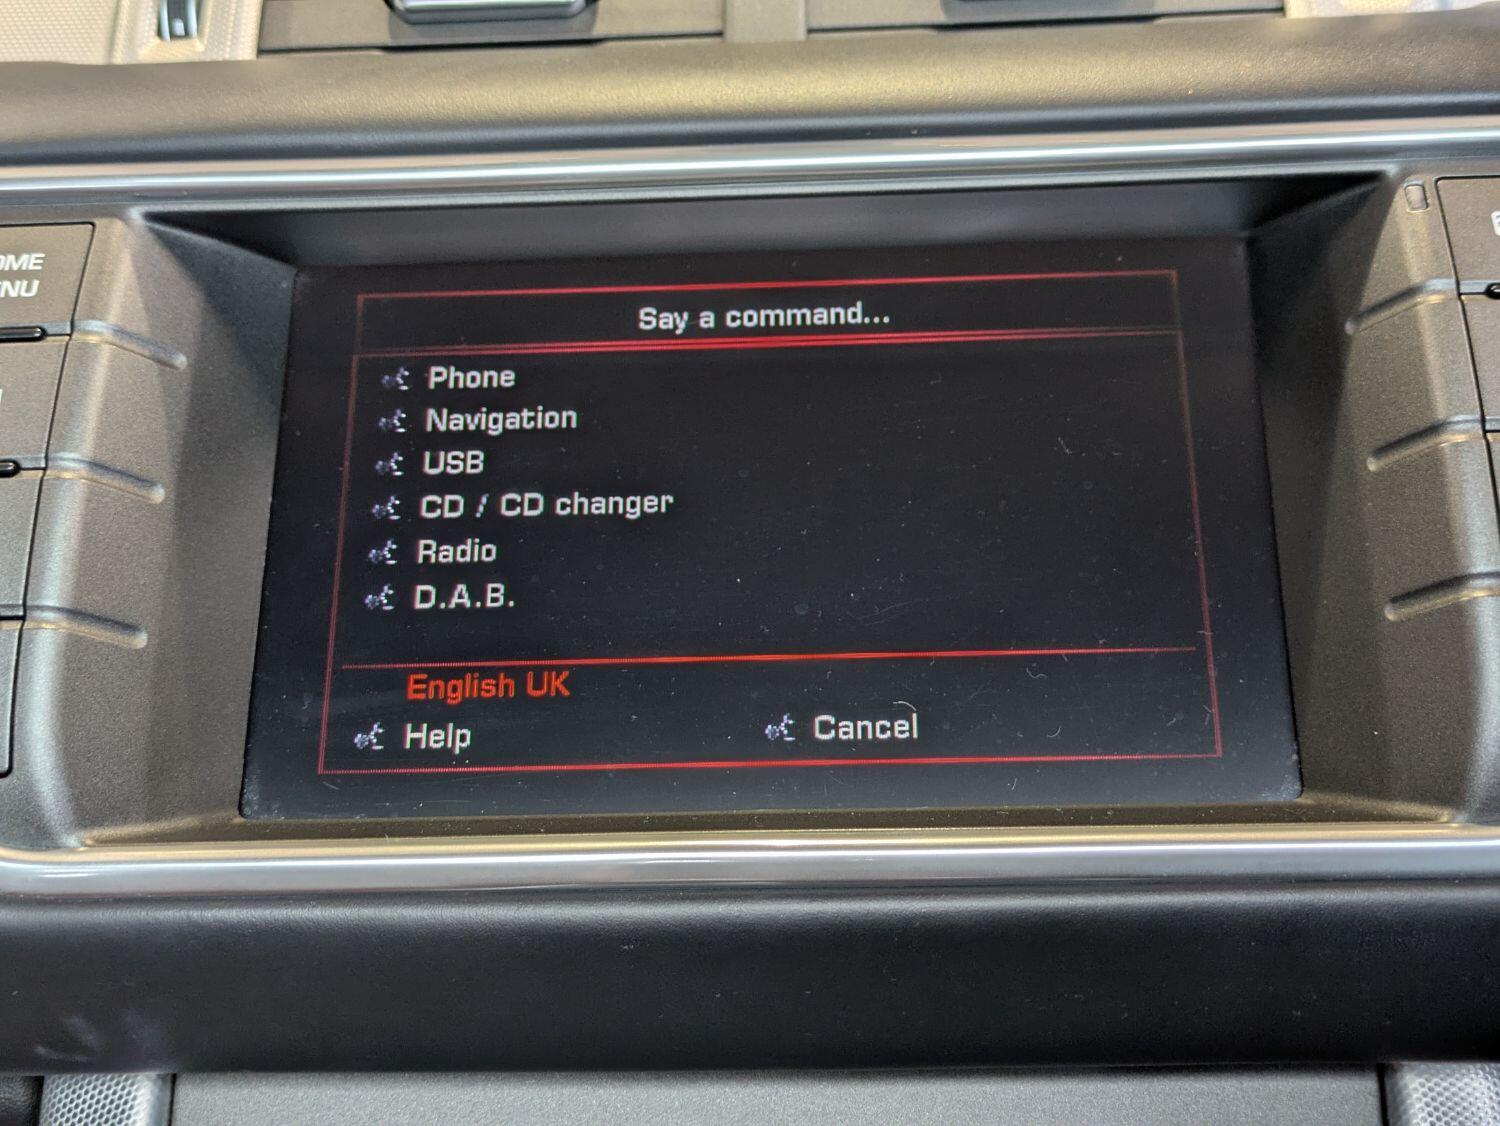 Say a command...
Phone
Navigation
USB
CD / CD changer
Radio
D.A.B.
English UK
Help
Cancel